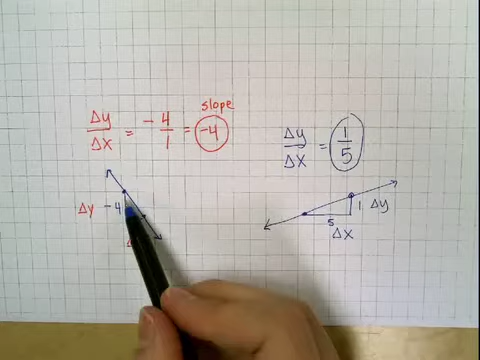 slope
Δy/Δx = -4/1 = -4
Δy/Δx = 1/5
Δy -4
1 Δy
5
Δx